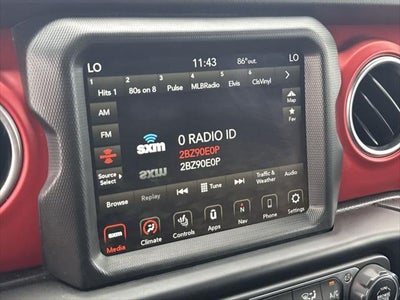 LO 11:43 86°out. LO
1 2 3 4 5 6
Hits 1 80s on 8 Pulse MLBRadio Elvis ClsVinyl
AM
FM
Source Select
sxm
0 RADIO ID
2BZ90E0P
2BZ90E0P
Map
Fav
Browse Replay Tune Traffic & Weather Audio
sxm
Media Climate Controls Apps N Nav Phone Settings
A/C